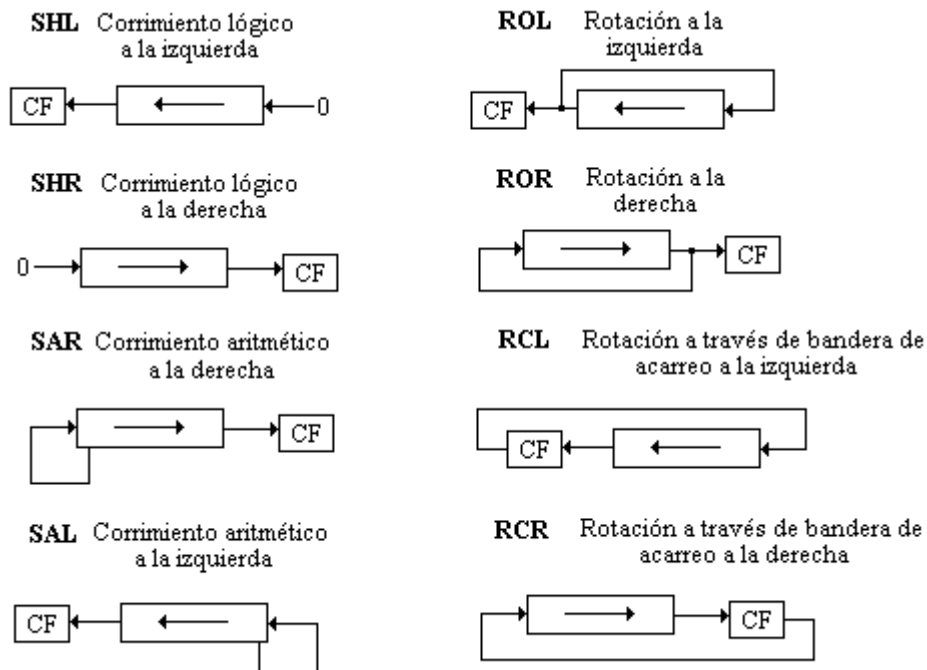 SHL Corrimiento lógico
a la izquierda
CF 0
SHR Corrimiento lógico
a la derecha
0 CF
SAR Corrimiento aritmético
a la derecha
CF
SAL Corrimiento aritmético
a la izquierda
CF
ROL Rotación a la
izquierda
CF
ROR Rotación a la
derecha
CF
RCL Rotación a través de bandera de
acarreo a la izquierda
CF
RCR Rotación a través de bandera de
acarreo a la derecha
CF